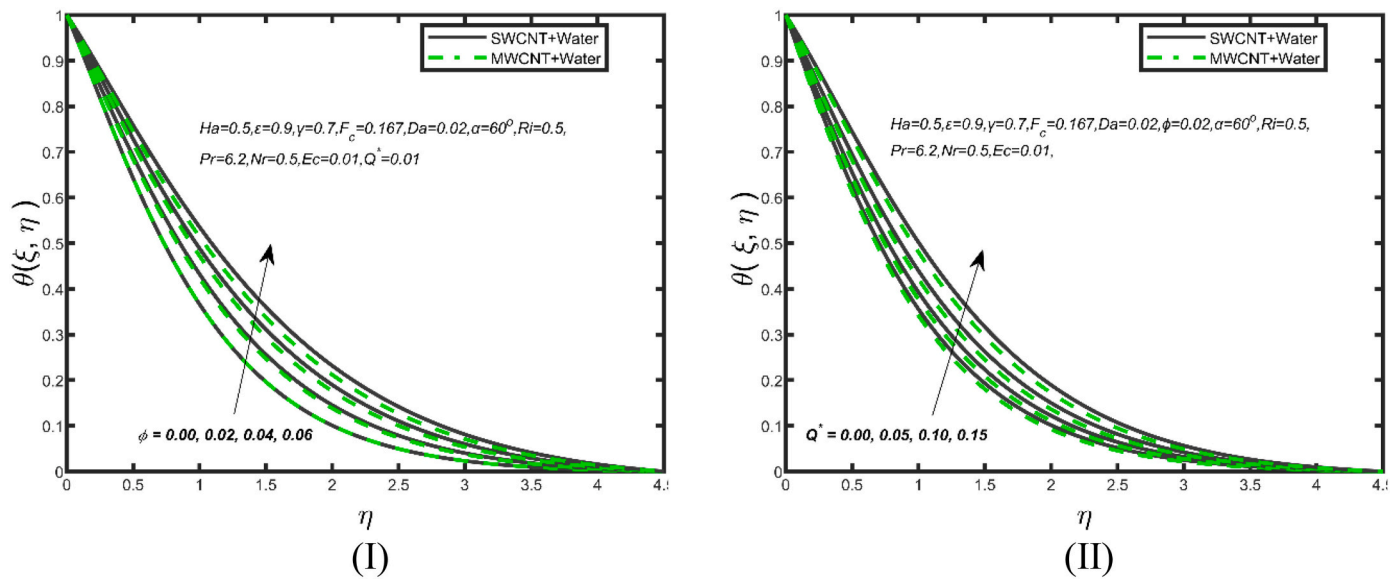 SWCNT+Water
MWCNT+Water
Ha=0.5,ε=0.9,γ=0.7,F_c=0.167,Da=0.02,α=60°,Ri=0.5,
Pr=6.2,Nr=0.5,Ec=0.01,Q*=0.01
ϕ = 0.00, 0.02, 0.04, 0.06
θ(ξ, η)
1
0.9
0.8
0.7
0.6
0.5
0.4
0.3
0.2
0.1
0
0 0.5 1 1.5 2 2.5 3 3.5 4 4.5
η
(I)
SWCNT+Water
MWCNT+Water
Ha=0.5,ε=0.9,γ=0.7,F_c=0.167,Da=0.02,ϕ=0.02,α=60°,Ri=0.5,
Pr=6.2,Nr=0.5,Ec=0.01,
Q* = 0.00, 0.05, 0.10, 0.15
θ( ξ, η )
1
0.9
0.8
0.7
0.6
0.5
0.4
0.3
0.2
0.1
0
0 0.5 1 1.5 2 2.5 3 3.5 4 4.5
η
(II)